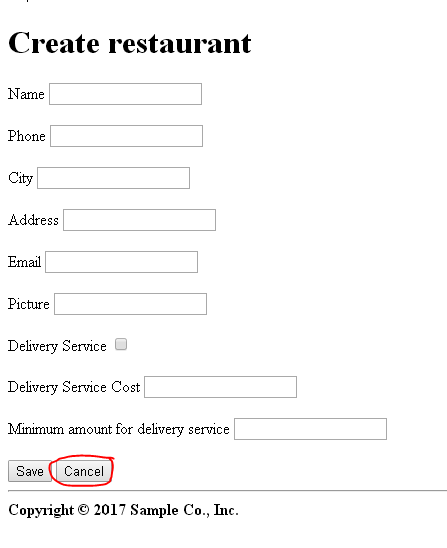 Create restaurant
Name
Phone
City
Address
Email
Picture
Delivery Service
Delivery Service Cost
Minimum amount for delivery service
Save Cancel
Copyright © 2017 Sample Co., Inc.